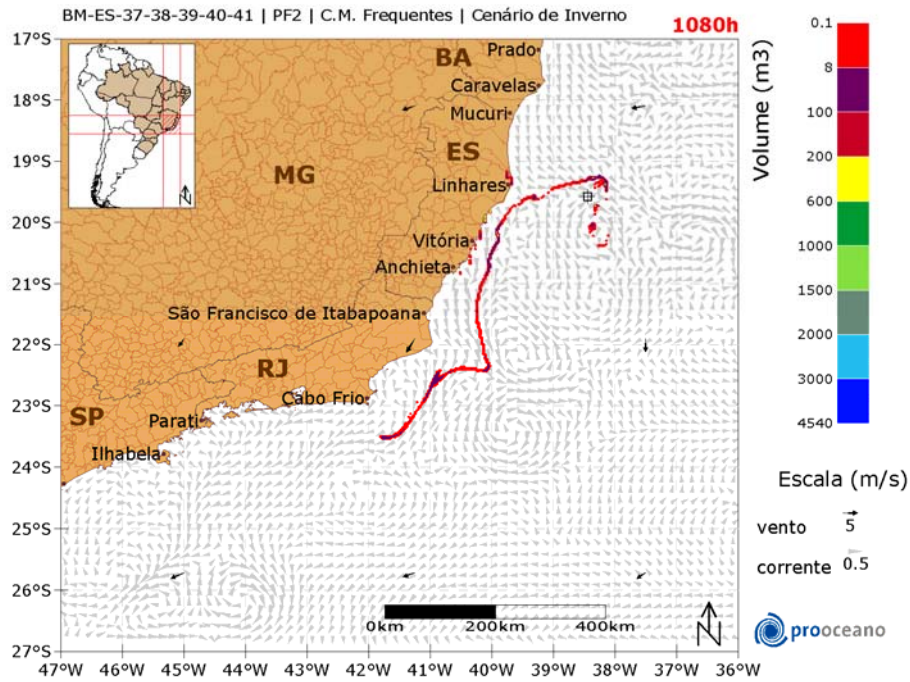 BM-ES-37-38-39-40-41 | PF2 | C.M. Frequentes | Cenário de Inverno
1080h
17°S
18°S
19°S
20°S
21°S
22°S
23°S
24°S
25°S
26°S
27°S
47°W
46°W
45°W
44°W
43°W
42°W
41°W
40°W
39°W
38°W
37°W
36°W
BA
Prado
Caravelas
Mucuri
ES
MG
Linhares
Vitória
Anchieta
São Francisco de Itabapoana
RJ
Cabo Frio
SP
Parati
Ilhabela
N
0km
200km
400km
N
Volume (m3)
0.1
8
100
200
600
1000
1500
2000
3000
4540
Escala (m/s)
vento
5
corrente
0.5
prooceano